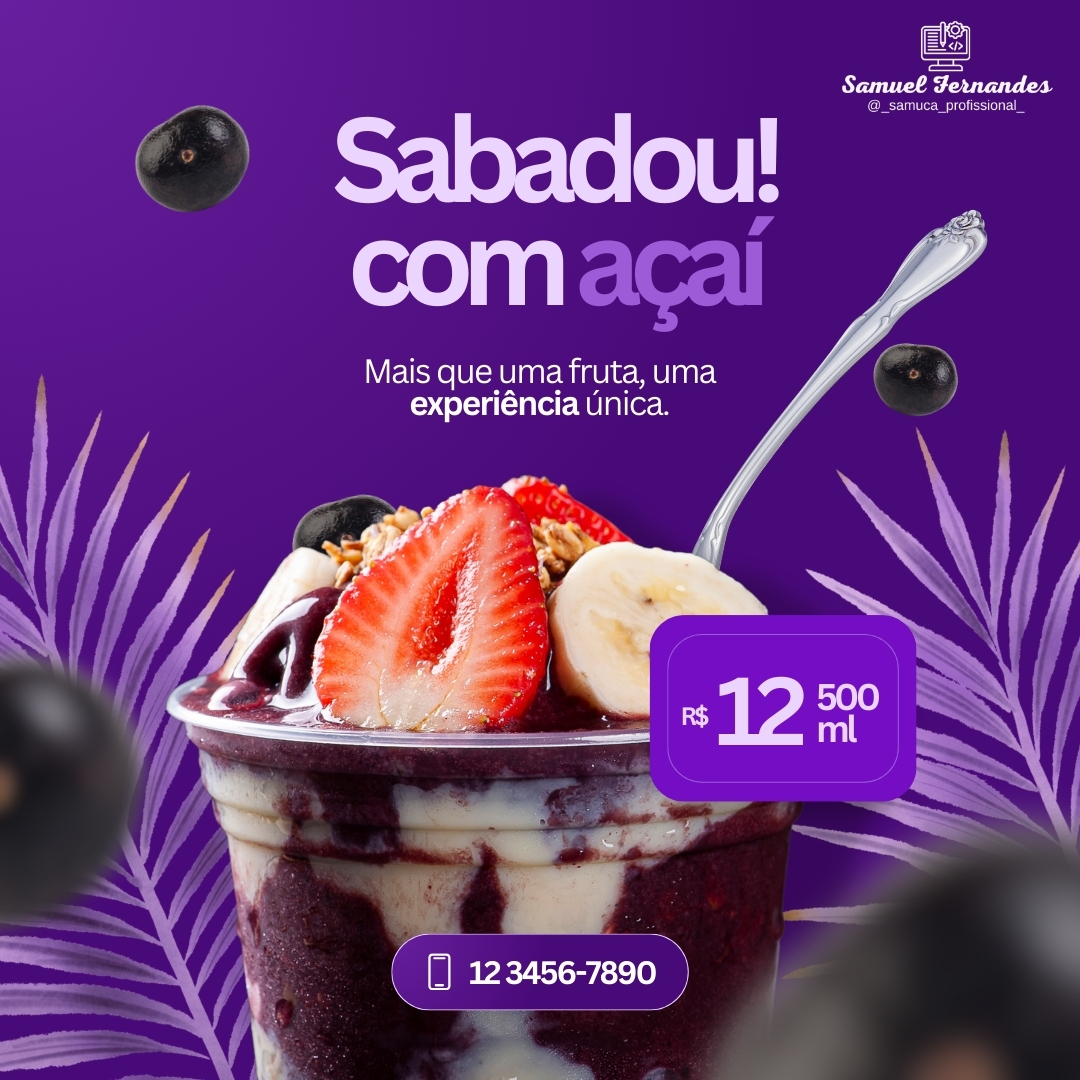 Samuel Fernandes
@_samuca_profissional_
Sabadou!
com açaí
Mais que uma fruta, uma
experiência única.
R$ 12 500
ml
12 3456-7890